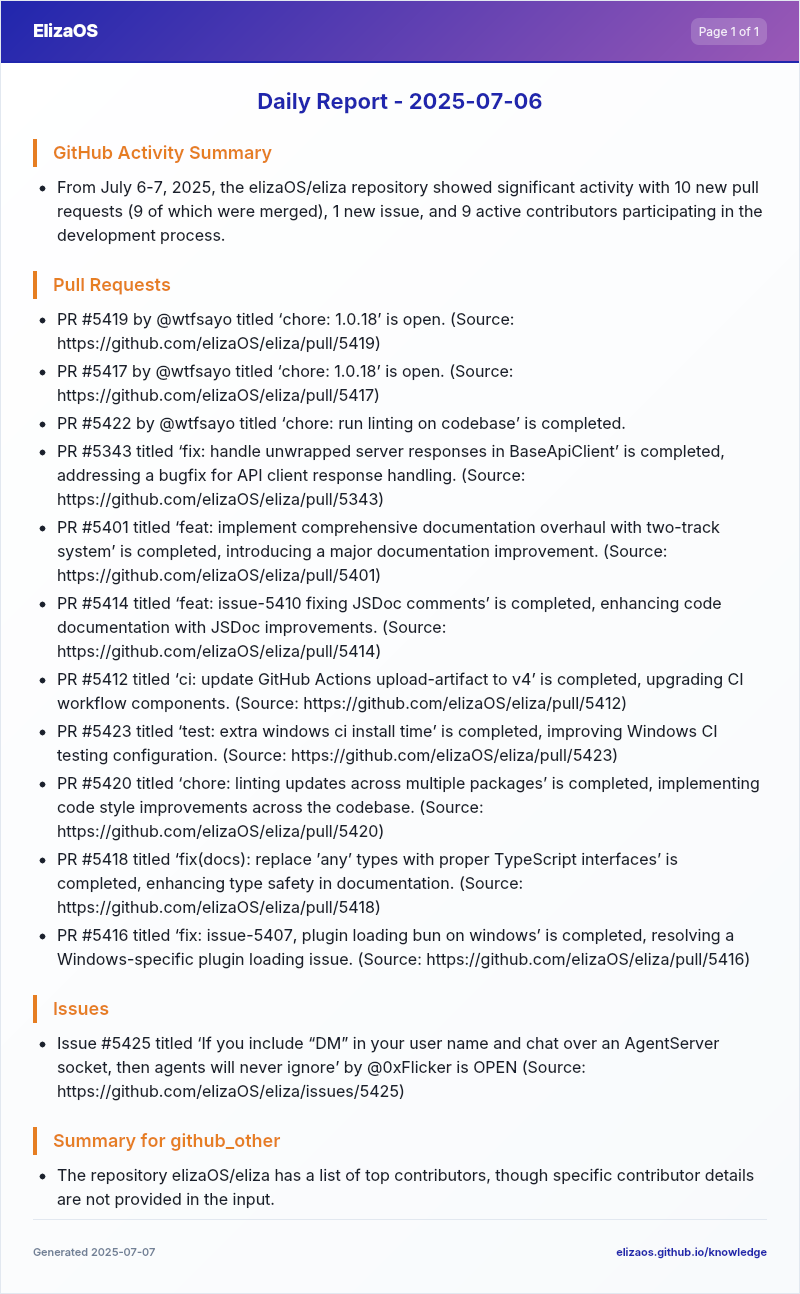 ElizaOS
Page 1 of 1
Daily Report - 2025-07-06
GitHub Activity Summary
• From July 6-7, 2025, the elizaOS/eliza repository showed significant activity with 10 new pull
requests (9 of which were merged), 1 new issue, and 9 active contributors participating in the
development process.
Pull Requests
• PR #5419 by @wtfsayo titled ‘chore: 1.0.18’ is open. (Source:
https://github.com/elizaOS/eliza/pull/5419)
• PR #5417 by @wtfsayo titled ‘chore: 1.0.18’ is open. (Source:
https://github.com/elizaOS/eliza/pull/5417)
• PR #5422 by @wtfsayo titled ‘chore: run linting on codebase’ is completed.
• PR #5343 titled ‘fix: handle unwrapped server responses in BaseApiClient’ is completed,
addressing a bugfix for API client response handling. (Source:
https://github.com/elizaOS/eliza/pull/5343)
• PR #5401 titled ‘feat: implement comprehensive documentation overhaul with two-track
system’ is completed, introducing a major documentation improvement. (Source:
https://github.com/elizaOS/eliza/pull/5401)
• PR #5414 titled ‘feat: issue-5410 fixing JSDoc comments’ is completed, enhancing code
documentation with JSDoc improvements. (Source:
https://github.com/elizaOS/eliza/pull/5414)
• PR #5412 titled ‘ci: update GitHub Actions upload-artifact to v4’ is completed, upgrading CI
workflow components. (Source: https://github.com/elizaOS/eliza/pull/5412)
• PR #5423 titled ‘test: extra windows ci install time’ is completed, improving Windows CI
testing configuration. (Source: https://github.com/elizaOS/eliza/pull/5423)
• PR #5420 titled ‘chore: linting updates across multiple packages’ is completed, implementing
code style improvements across the codebase. (Source:
https://github.com/elizaOS/eliza/pull/5420)
• PR #5418 titled ‘fix(docs): replace ’any’ types with proper TypeScript interfaces’ is
completed, enhancing type safety in documentation. (Source:
https://github.com/elizaOS/eliza/pull/5418)
• PR #5416 titled ‘fix: issue-5407, plugin loading bun on windows’ is completed, resolving a
Windows-specific plugin loading issue. (Source: https://github.com/elizaOS/eliza/pull/5416)
Issues
• Issue #5425 titled ‘If you include “DM” in your user name and chat over an AgentServer
socket, then agents will never ignore’ by @0xFlicker is OPEN (Source:
https://github.com/elizaOS/eliza/issues/5425)
Summary for github_other
• The repository elizaOS/eliza has a list of top contributors, though specific contributor details
are not provided in the input.
Generated 2025-07-07
elizaos.github.io/knowledge